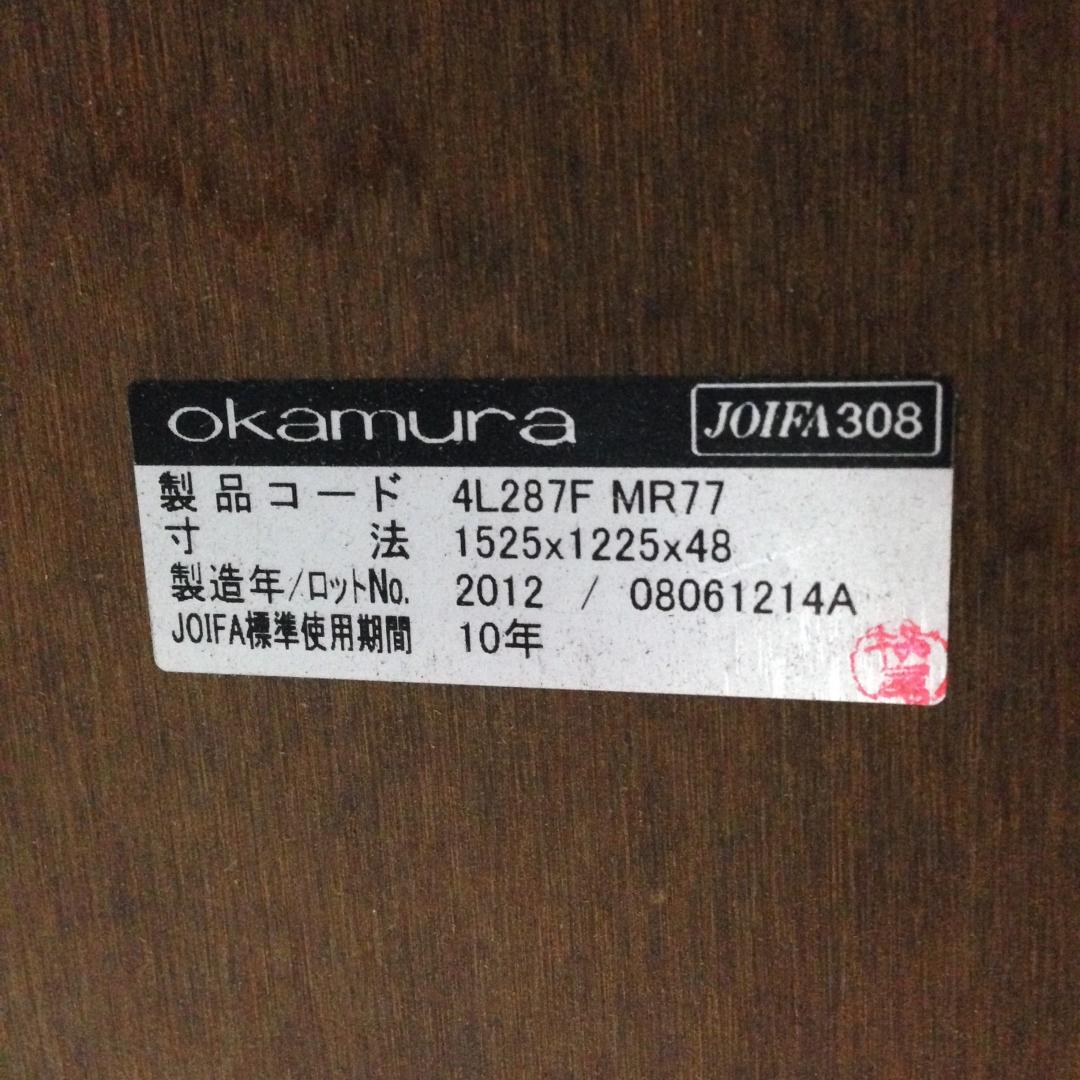 okamura JOIFA308
製品コード 4L287F MR77
寸法 1525x1225x48
製造年/ロットNo. 2012 / 08061214A
JOIFA標準使用期間 10年